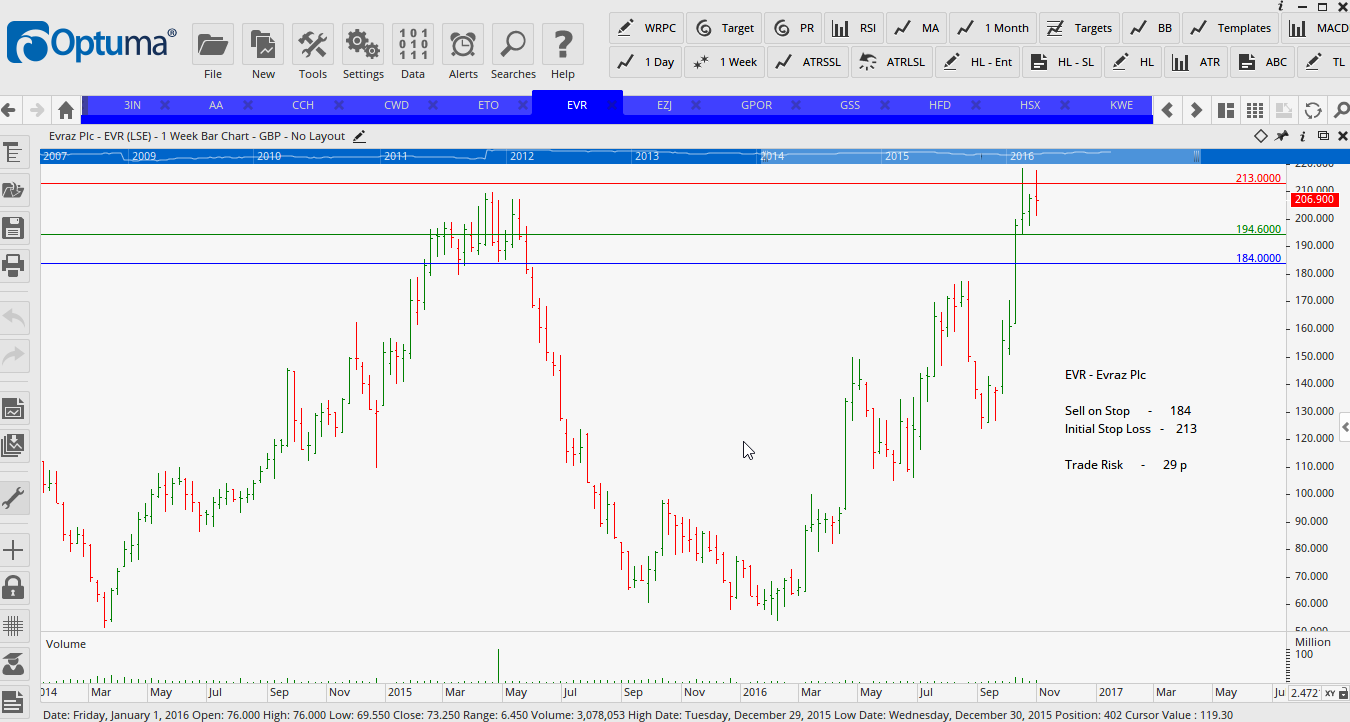 i
Optuma®
File
New
Tools
Settings
101
010
111
Data
Alerts
Searches
?
Help
WRPC
Target
PR
RSI
MA
1 Month
Targets
BB
Templates
MACD
1 Day
1 Week
ATRSSL
ATRLSL
HL - Ent
HL - SL
HL
ATR
ABC
TL
3IN
AA
CCH
CWD
ETO
EVR
EZJ
GPOR
GSS
HFD
HSX
KWE
Evraz Plc - EVR (LSE) - 1 Week Bar Chart - GBP - No Layout
i
2007
2009
2010
2011
2012
2013
2014
2015
2016
220.000
213.0000
210.000
206.900
200.000
194.6000
190.000
184.0000
180.000
170.000
160.000
150.000
140.000
130.000
120.000
110.000
100.000
90.000
80.000
70.000
60.000
50.000
EVR - Evraz Plc
Sell on Stop - 184
Initial Stop Loss - 213
Trade Risk - 29 p
Volume
Million
100
2.472
XY
014
Mar
May
Jul
Sep
Nov
2015
Mar
May
Jul
Sep
Nov
2016
Mar
May
Jul
Sep
Nov
2017
Mar
May
Ju
Date: Friday, January 1, 2016 Open: 76.000 High: 76.000 Low: 69.550 Close: 73.250 Range: 6.450 Volume: 3,078,053 High Date: Tuesday, December 29, 2015 Low Date: Wednesday, December 30, 2015 Position: 402 Cursor Value : 119.30